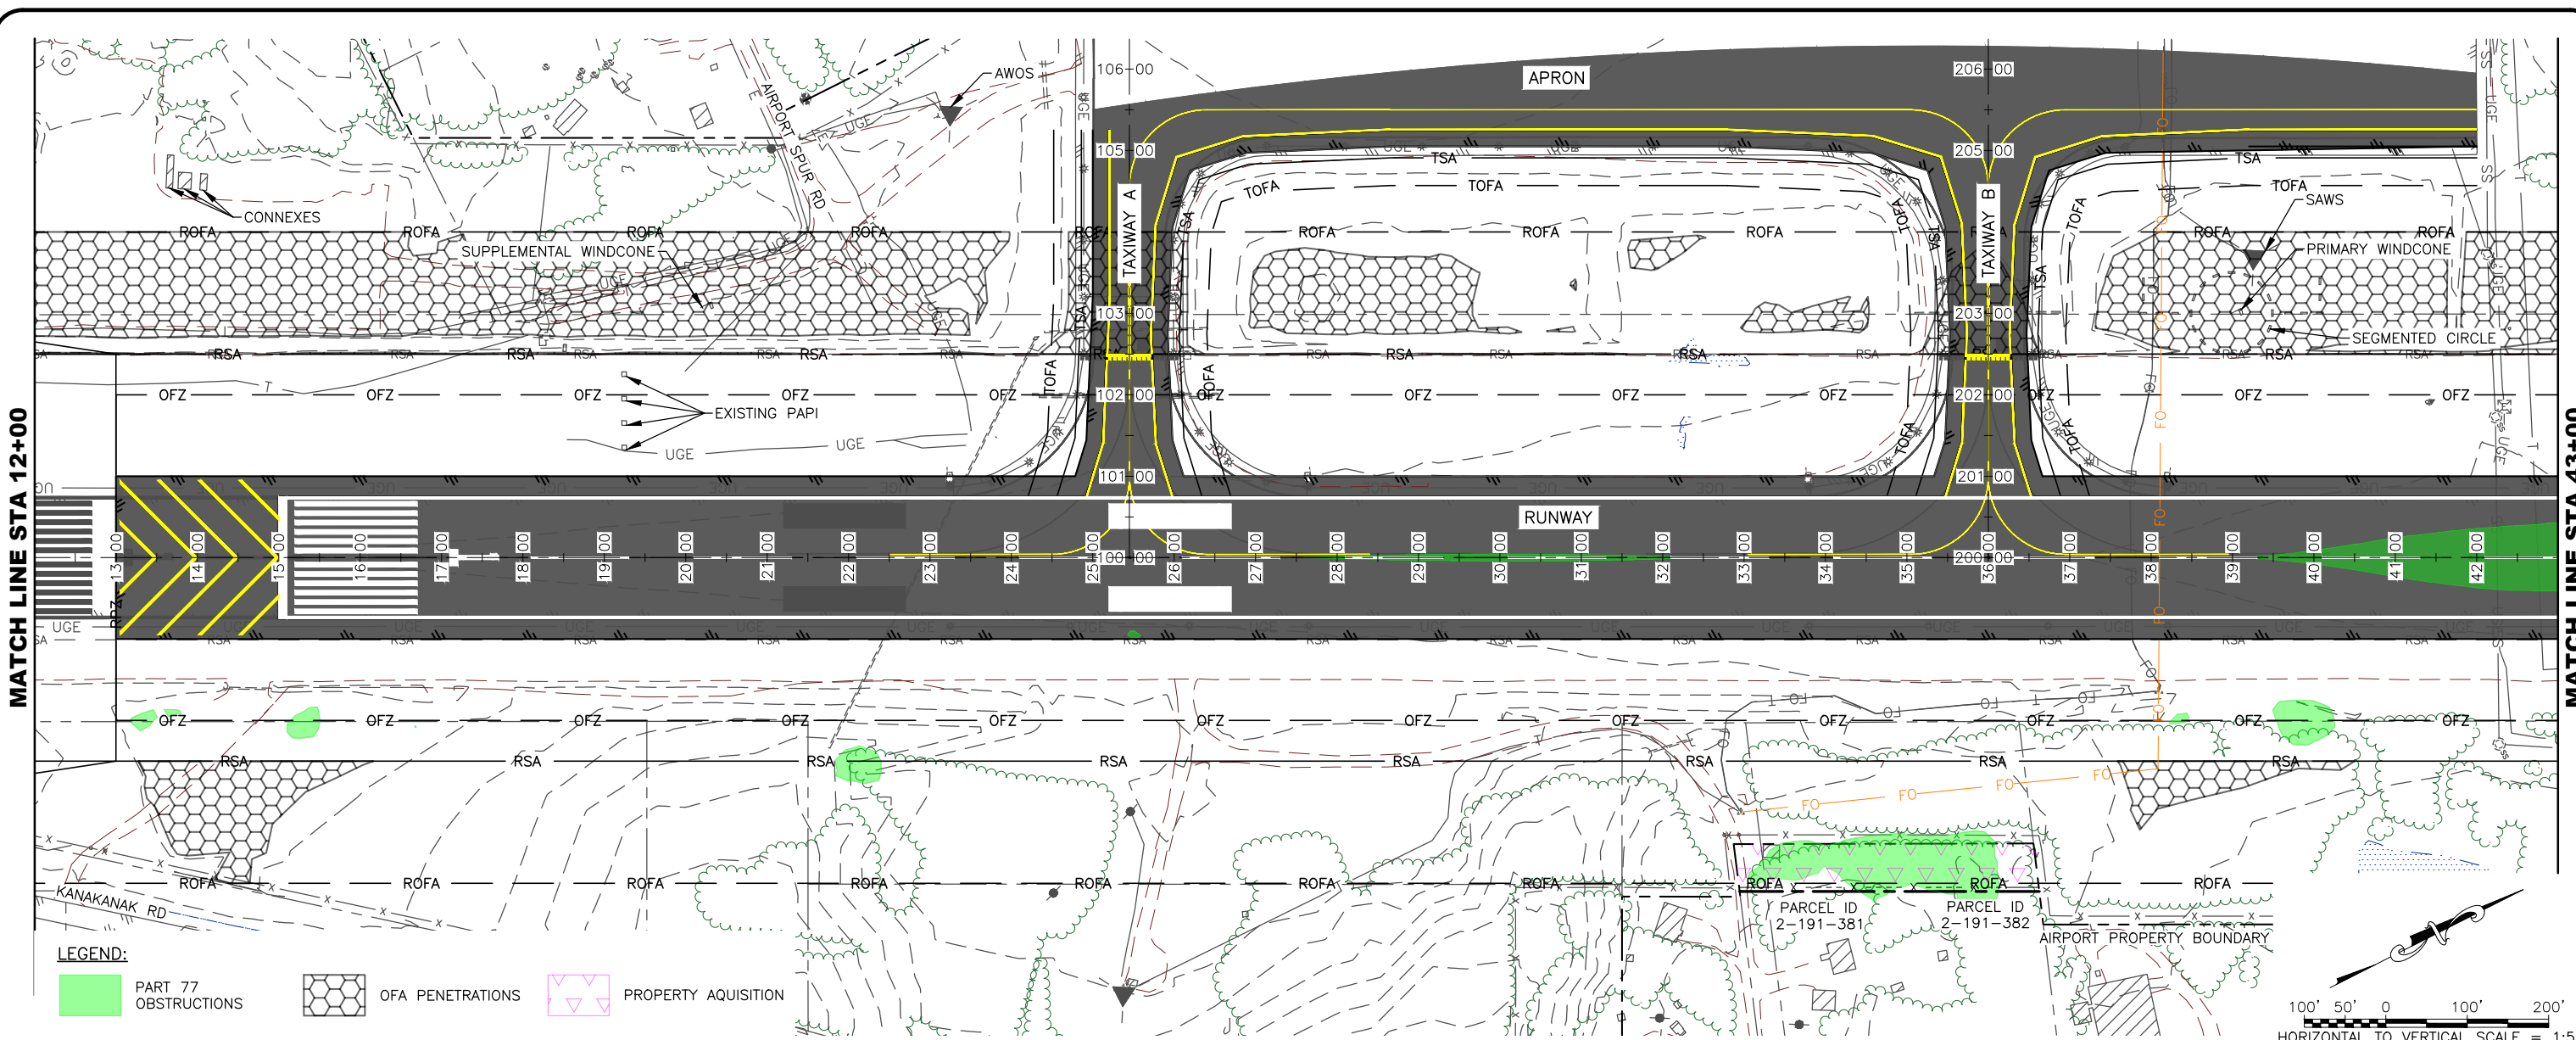 AWOS
106+00
APRON
206+00
AIRPORT SPUR RD
UGE
SS
FO
105+00
205+00
TSA
TOFA
CONNEXES
TAXIWAY A
TAXIWAY B
SAWS
ROFA ROFA ROFA ROFA ROFA ROFA ROFA ROFA ROFA
SUPPLEMENTAL WINDCONE
PRIMARY WINDCONE
103+00
203+00
SEGMENTED CIRCLE
RSA RSA RSA RSA RSA RSA RSA
OFZ OFZ OFZ OFZ OFZ OFZ OFZ OFZ OFZ OFZ OFZ OFZ
102+00
202+00
EXISTING PAPI
UGE UGE
101+00
201+00
MATCH LINE STA 12+00
MATCH LINE STA 43+00
RUNWAY
13+00 14+00 15+00 16+00 17+00 18+00 19+00 20+00 21+00 22+00 23+00 24+00 25+00 100+00 26+00 27+00 28+00 29+00 30+00 31+00 32+00 33+00 34+00 35+00 36+00 200+00 37+00 38+00 39+00 40+00 41+00 42+00
RPZ
UGE
OFZ OFZ OFZ OFZ OFZ OFZ OFZ OFZ OFZ OFZ OFZ OFZ
RSA RSA RSA RSA RSA RSA RSA RSA
FO FO FO FO
ROFA ROFA ROFA ROFA ROFA ROFA ROFA ROFA ROFA ROFA
KANAKANAK RD
PARCEL ID
2-191-381
PARCEL ID
2-191-382
AIRPORT PROPERTY BOUNDARY
LEGEND:
PART 77
OBSTRUCTIONS
OFA PENETRATIONS
PROPERTY AQUISITION
100' 50' 0 100' 200'
HORIZONTAL TO VERTICAL SCALE = 1:5